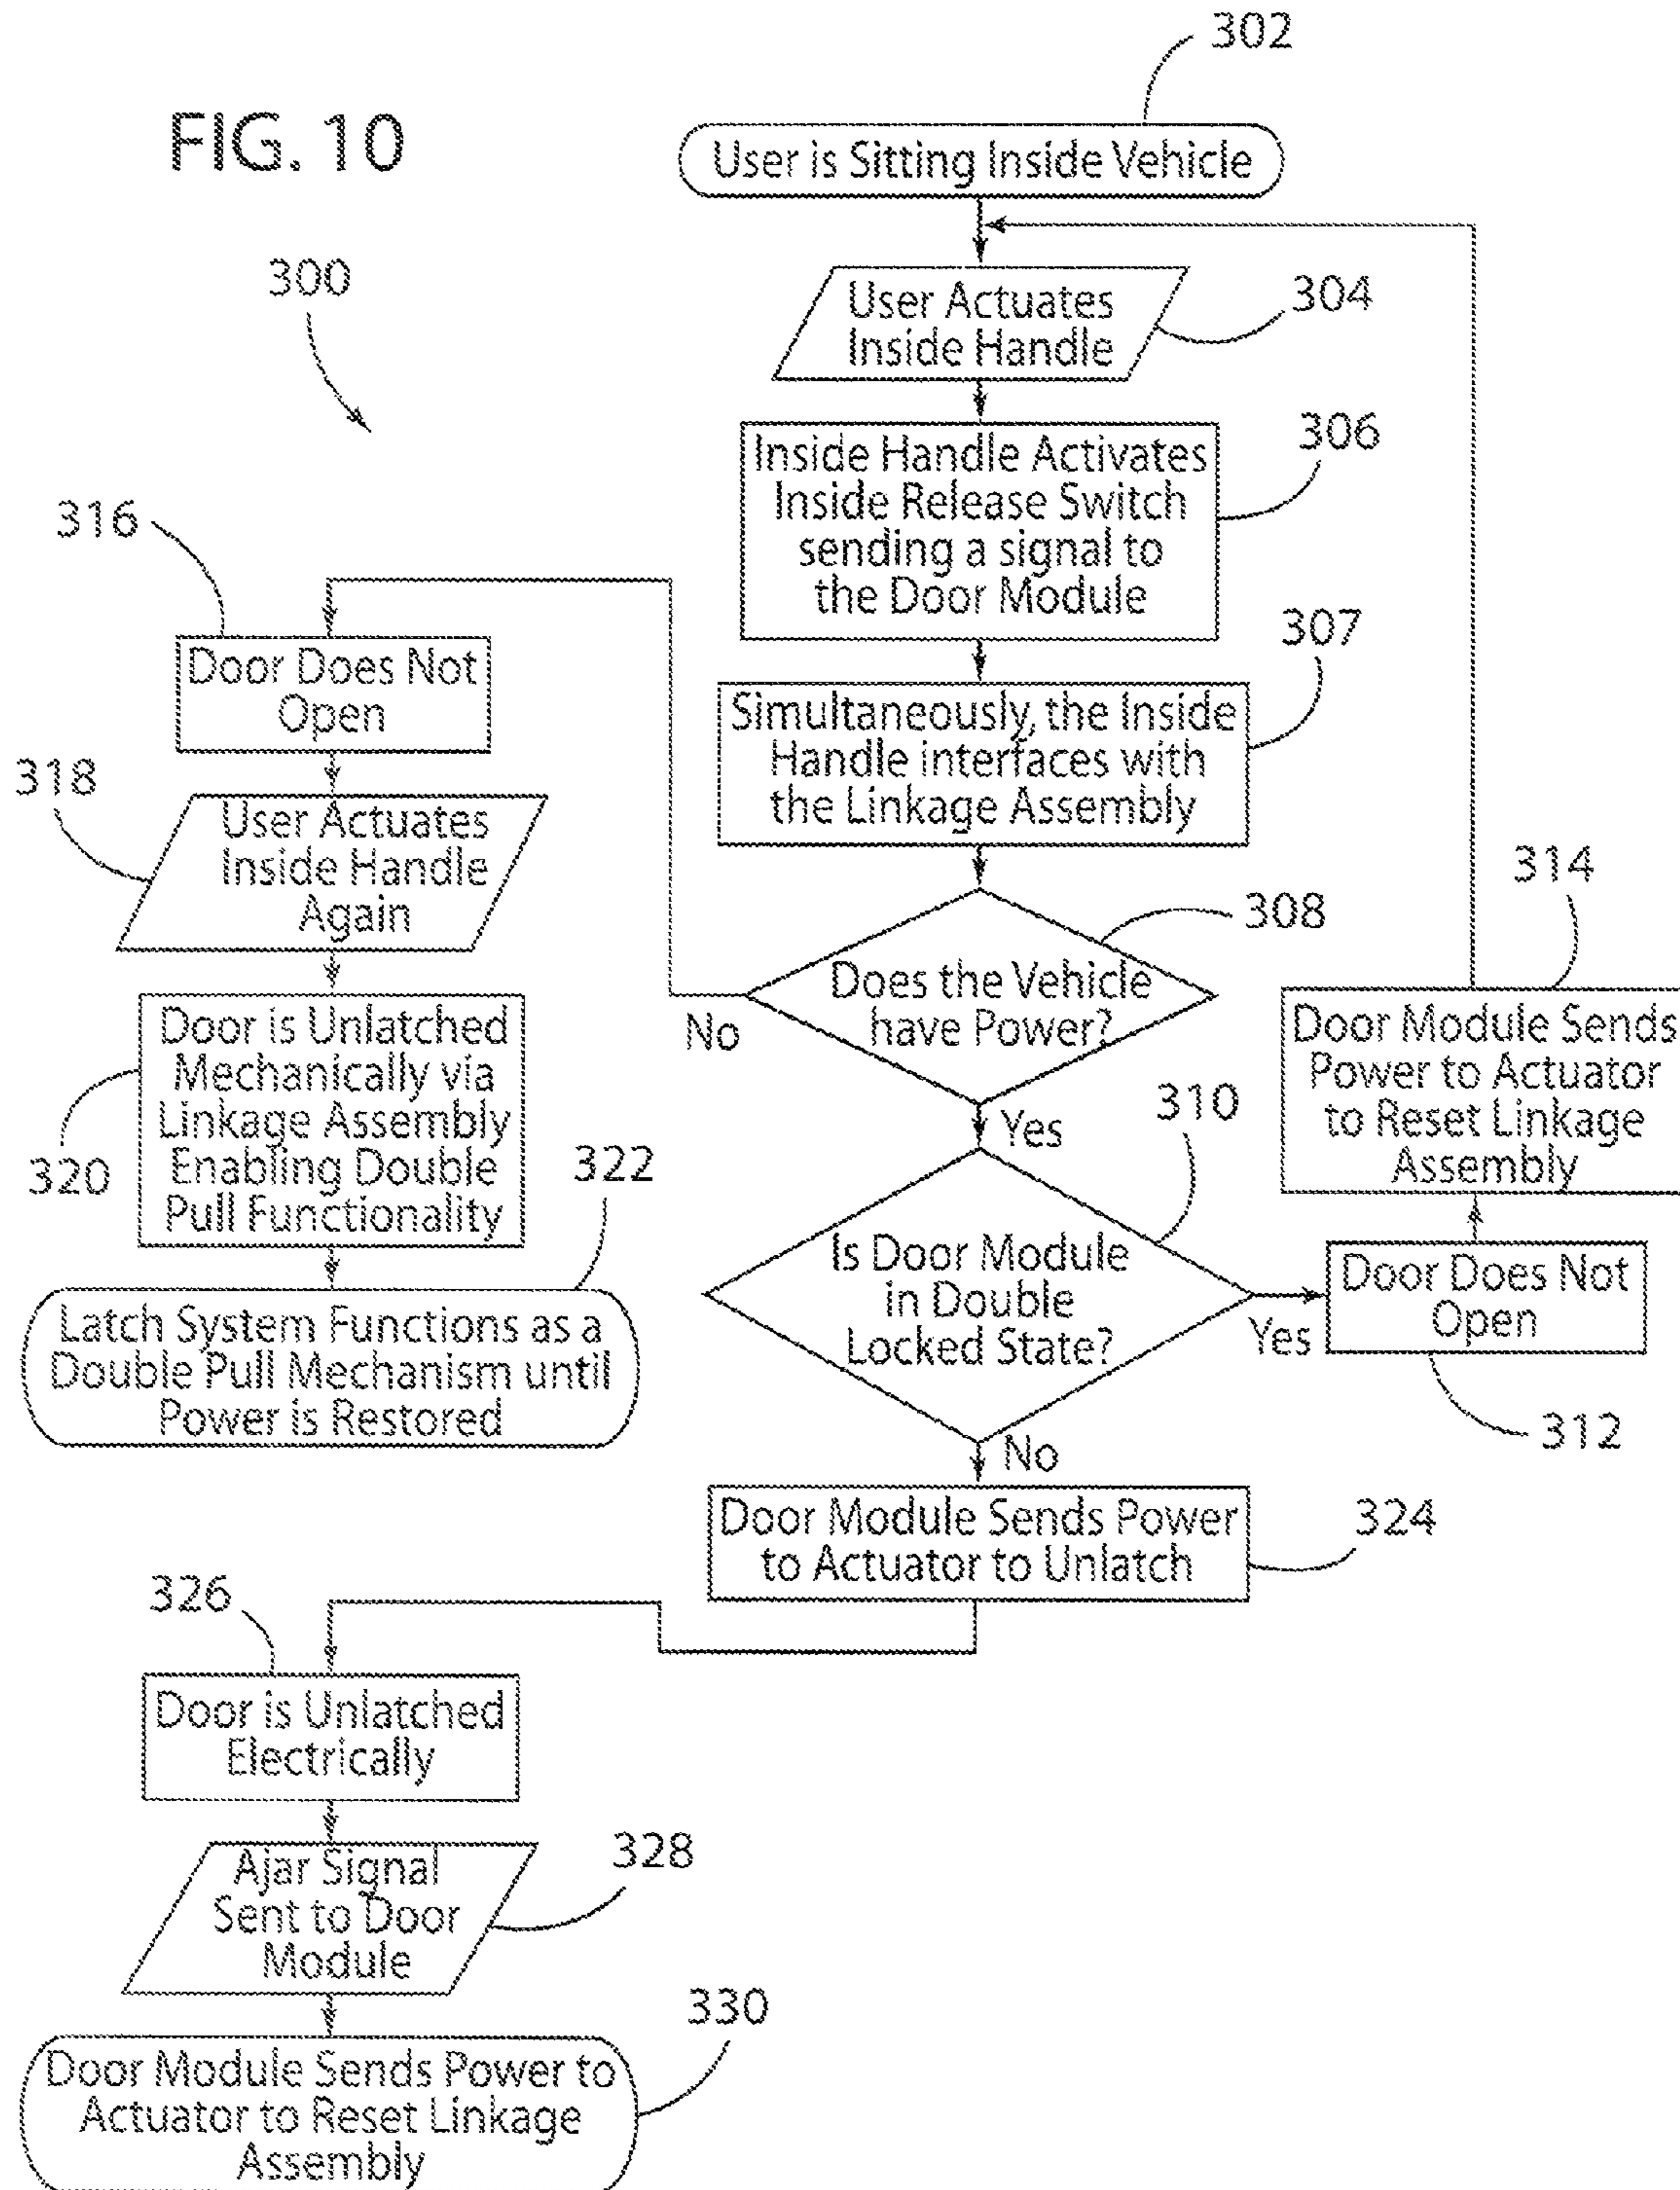 302
FIG. 10
User is Sitting Inside Vehicle
300
User Actuates
Inside Handle
304
Inside Handle Activates
Inside Release Switch
sending a signal to
the Door Module
306
307
Simultaneously, the Inside
Handle interfaces with
the Linkage Assembly
308
Does the Vehicle
have Power?
No
Yes
316
Door Does Not
Open
318
User Actuates
Inside Handle
Again
320
Door is Unlatched
Mechanically via
Linkage Assembly
Enabling Double
Pull Functionality
322
Latch System Functions as a
Double Pull Mechanism until
Power is Restored
310
Is Door Module
in Double
Locked State?
Yes
No
314
Door Module Sends
Power to Actuator
to Reset Linkage
Assembly
Door Does Not
Open
312
Door Module Sends Power
to Actuator to Unlatch
324
326
Door is Unlatched
Electrically
Ajar Signal
Sent to Door
Module
328
330
Door Module Sends Power to
Actuator to Reset Linkage
Assembly